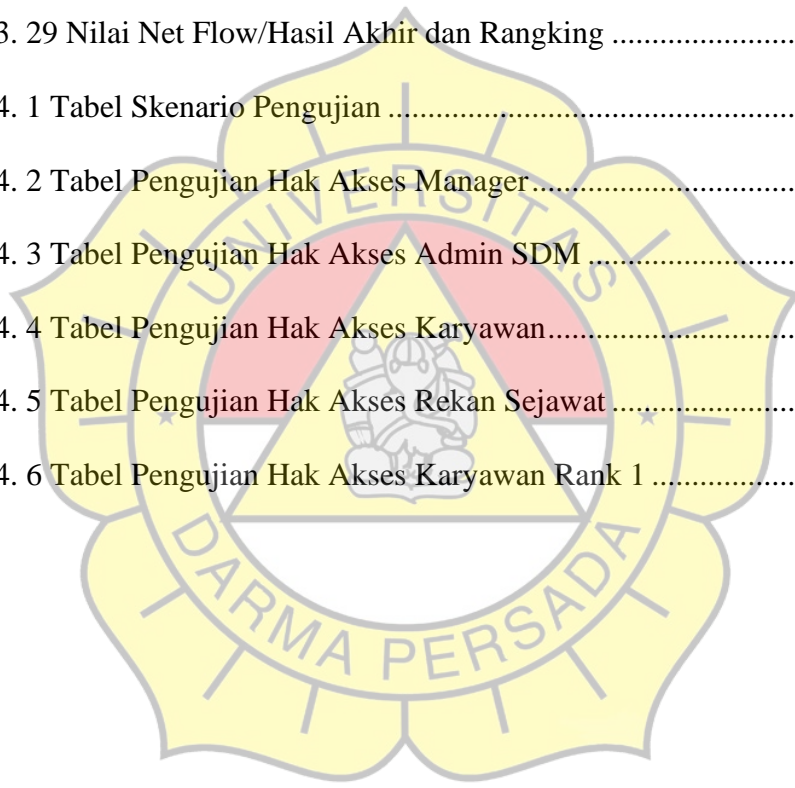 3. 29 Nilai Net Flow/Hasil Akhir dan Rangking ......................
4. 1 Tabel Skenario Pengujian ................................................
4. 2 Tabel Pengujian Hak Akses Manager ..............................
4. 3 Tabel Pengujian Hak Akses Admin SDM ........................
4. 4 Tabel Pengujian Hak Akses Karyawan ............................
4. 5 Tabel Pengujian Hak Akses Rekan Sejawat .....................
4. 6 Tabel Pengujian Hak Akses Karyawan Rank 1 .................
UNIVERSITAS
DARMA PERSADA